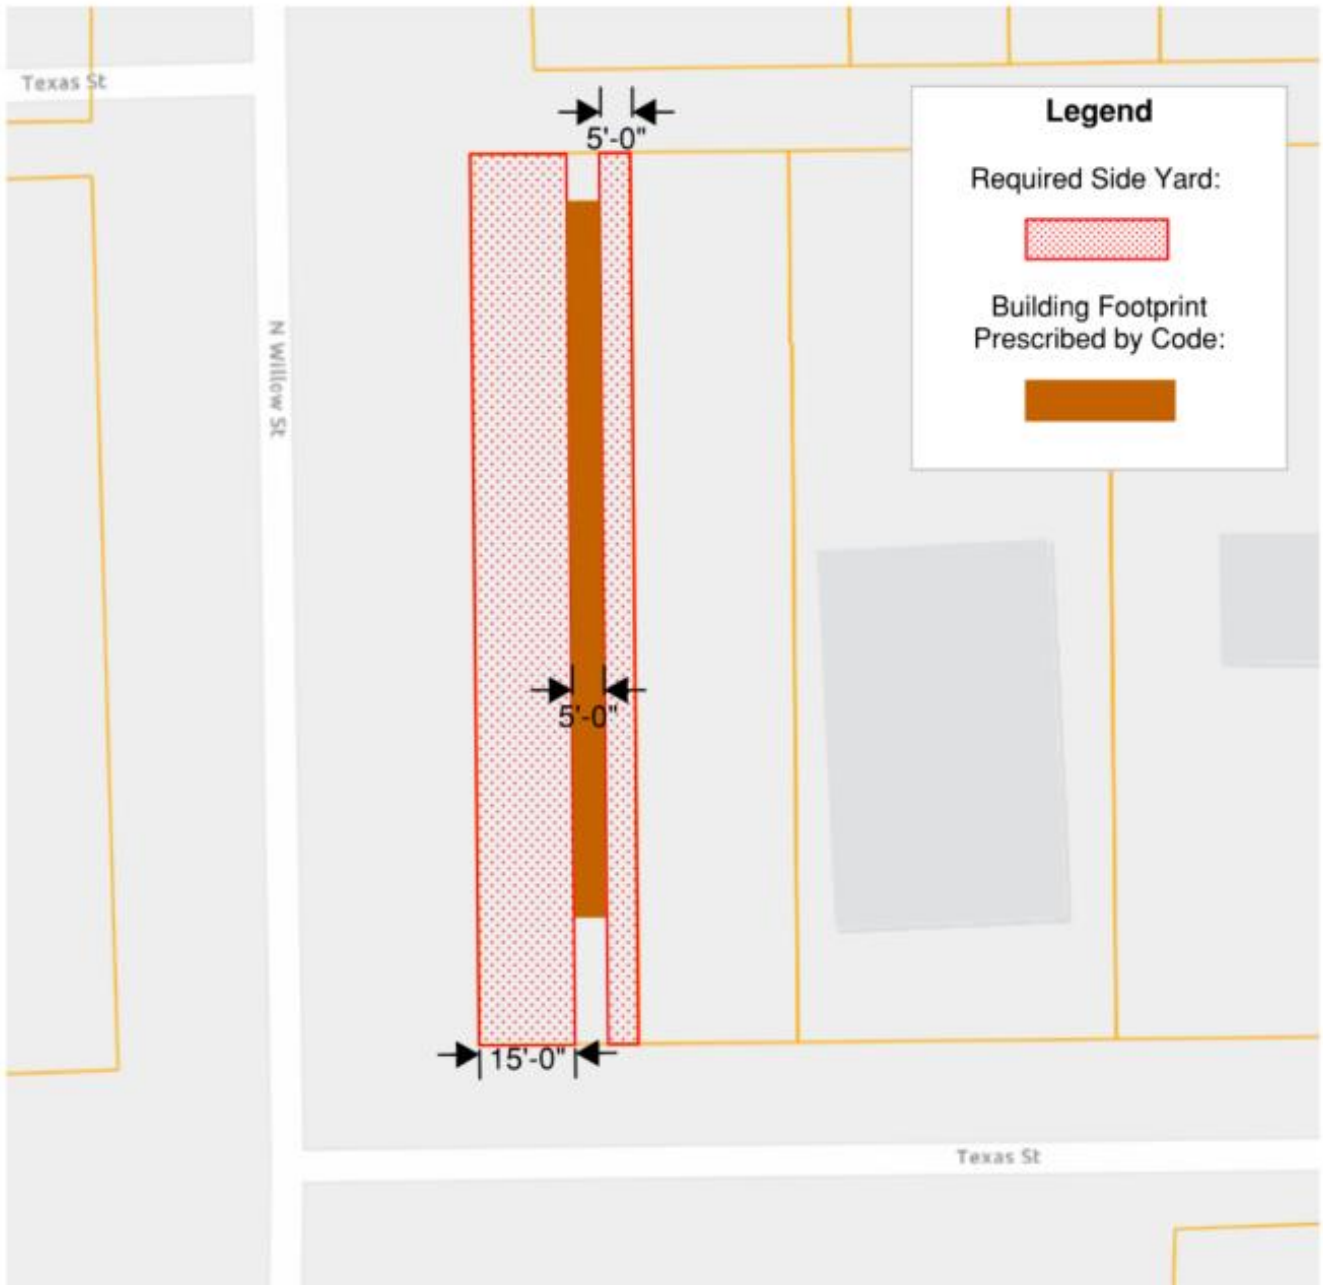 Texas St
5'-0"
Legend
Required Side Yard:
Building Footprint
Prescribed by Code:
N Willow St
5'-0"
15'-0"
Texas St